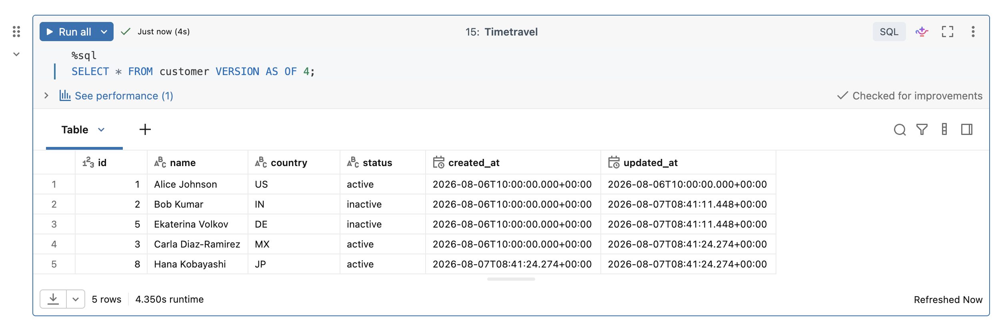 Run all Just now (4s) 15: Timetravel SQL
%sql
SELECT * FROM customer VERSION AS OF 4;
See performance (1) Checked for improvements
Table
id name country status created_at updated_at
1 1 Alice Johnson US active 2026-08-06T10:00:00.000+00:00 2026-08-06T10:00:00.000+00:00
2 2 Bob Kumar IN inactive 2026-08-06T10:00:00.000+00:00 2026-08-07T08:41:11.448+00:00
3 5 Ekaterina Volkov DE inactive 2026-08-06T10:00:00.000+00:00 2026-08-07T08:41:11.448+00:00
4 3 Carla Diaz-Ramirez MX active 2026-08-06T10:00:00.000+00:00 2026-08-07T08:41:24.274+00:00
5 8 Hana Kobayashi JP active 2026-08-07T08:41:24.274+00:00 2026-08-07T08:41:24.274+00:00
5 rows 4.350s runtime Refreshed Now